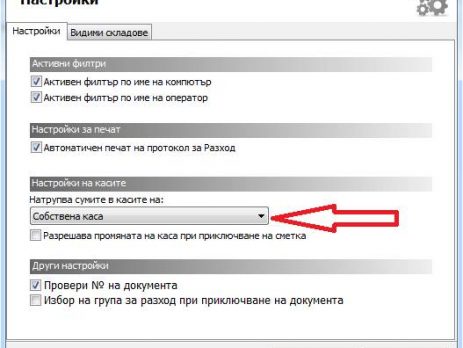 Настройки
Настройки Видими складове
Активни филтри
Активен филтър по име на компютър
Активен филтър по име на оператор
Настройки за печат
Автоматичен печат на протокол за Разход
Настройки на касите
Натрупва сумите в касите на:
Собствена каса
Разрешава промяната на каса при приключване на сметка
Други настройки
Провери № на документа
Избор на група за разход при приключване на документа